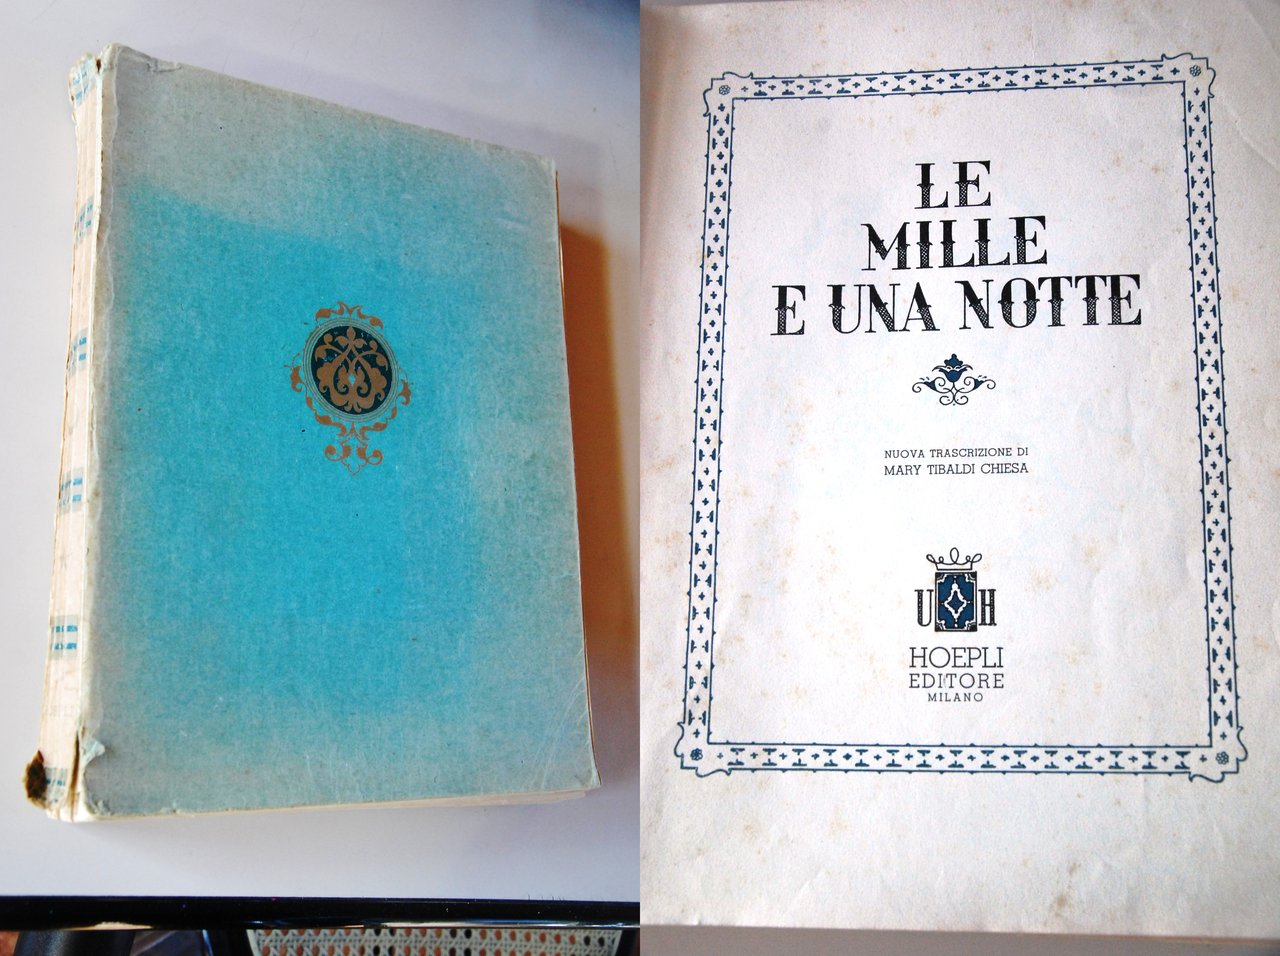 LE
MILLE
E UNA NOTTE
NUOVA TRASCRIZIONE DI
MARY TIBALDI CHIESA
U H
HOEPLI
EDITORE
MILANO